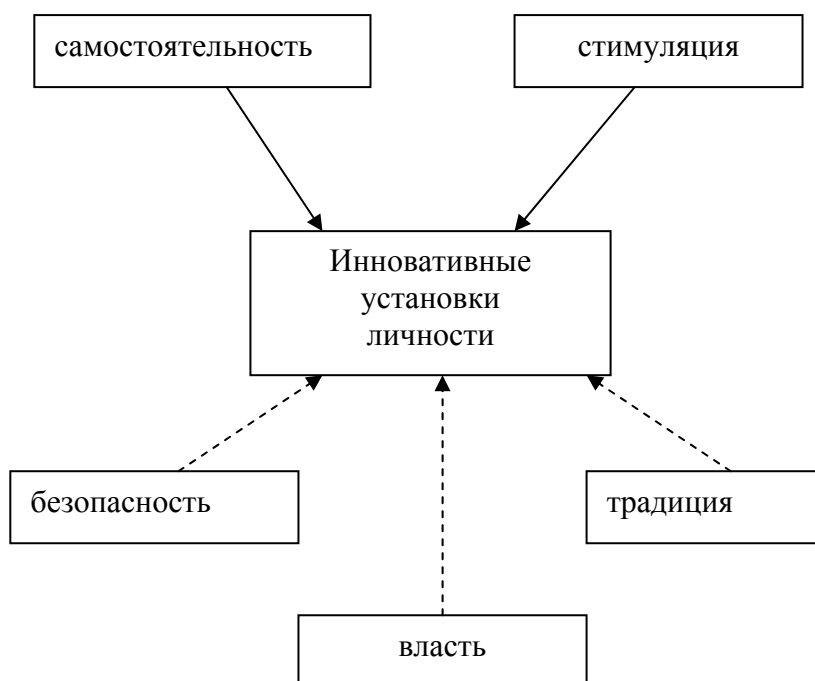 самостоятельность
стимуляция
Инновативные
установки
личности
безопасность
традиция
власть